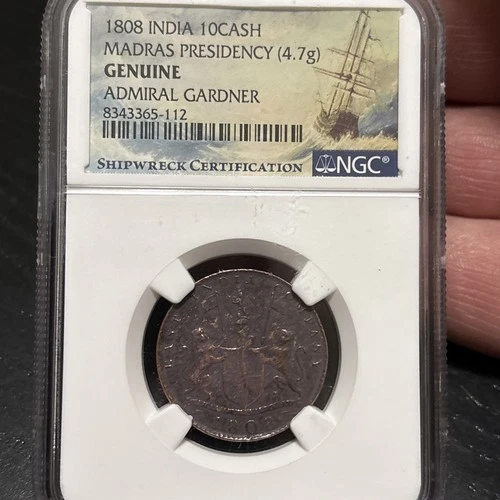 1808 INDIA 10CASH
MADRAS PRESIDENCY (4.7g)
GENUINE
ADMIRAL GARDNER
8343365-112
SHIPWRECK CERTIFICATION NGC®